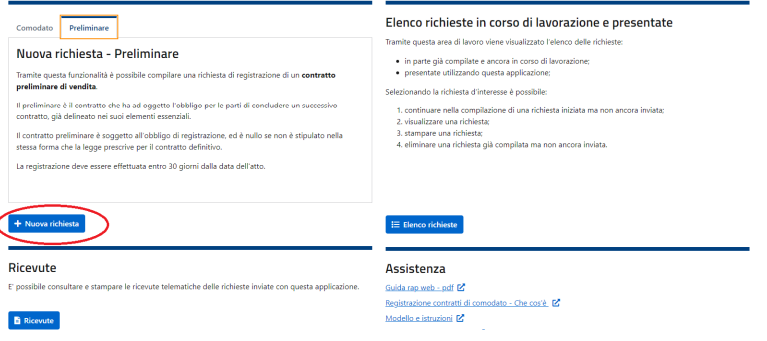 Comodato
Preliminare
Nuova richiesta - Preliminare
Tramite questa funzionalità è possibile compilare una richiesta di registrazione di un contratto
preliminare di vendita.
Il preliminare è il contratto che ha ad oggetto l'obbligo per le parti di concludere un successivo
contratto, già delineato nei suoi elementi essenziali.
Il contratto preliminare è soggetto all'obbligo di registrazione, ed è nullo se non è stipulato nella
stessa forma che la legge prescrive per il contratto definitivo.
La registrazione deve essere effettuata entro 30 giorni dalla data dell'atto.
+ Nuova richiesta
Elenco richieste in corso di lavorazione e presentate
Tramite questa area di lavoro viene visualizzato l'elenco delle richieste:
• in parte già compilate e ancora in corso di lavorazione;
• presentate utilizzando questa applicazione;
Selezionando la richiesta d'interesse è possibile:
1. continuare nella compilazione di una richiesta iniziata ma non ancora inviata;
2. visualizzare una richiesta;
3. stampare una richiesta;
4. eliminare una richiesta già compilata ma non ancora inviata.
Elenco richieste
Ricevute
E' possibile consultare e stampare le ricevute telematiche delle richieste inviate con questa applicazione.
Ricevute
Assistenza
Guida rap web - pdf
Registrazione contratti di comodato - Che cos'è
Modello e istruzioni